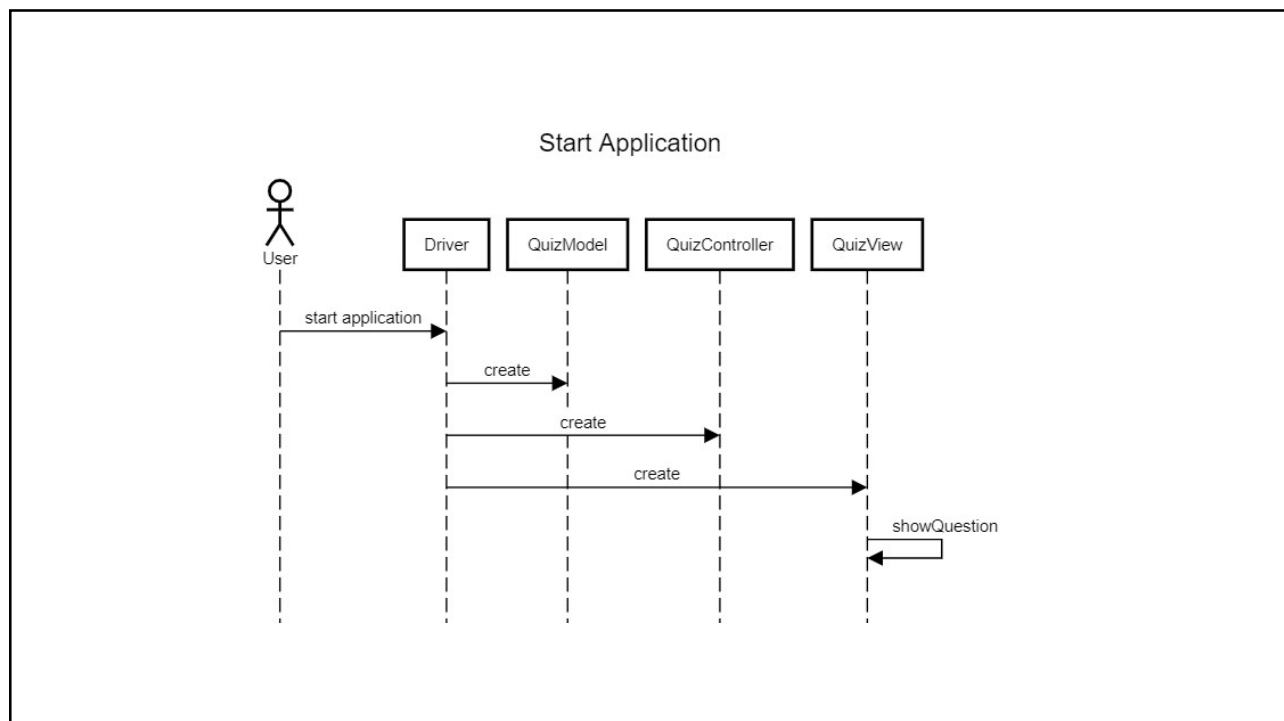 Start Application
User
Driver
QuizModel
QuizController
QuizView
start application
create
create
create
showQuestion